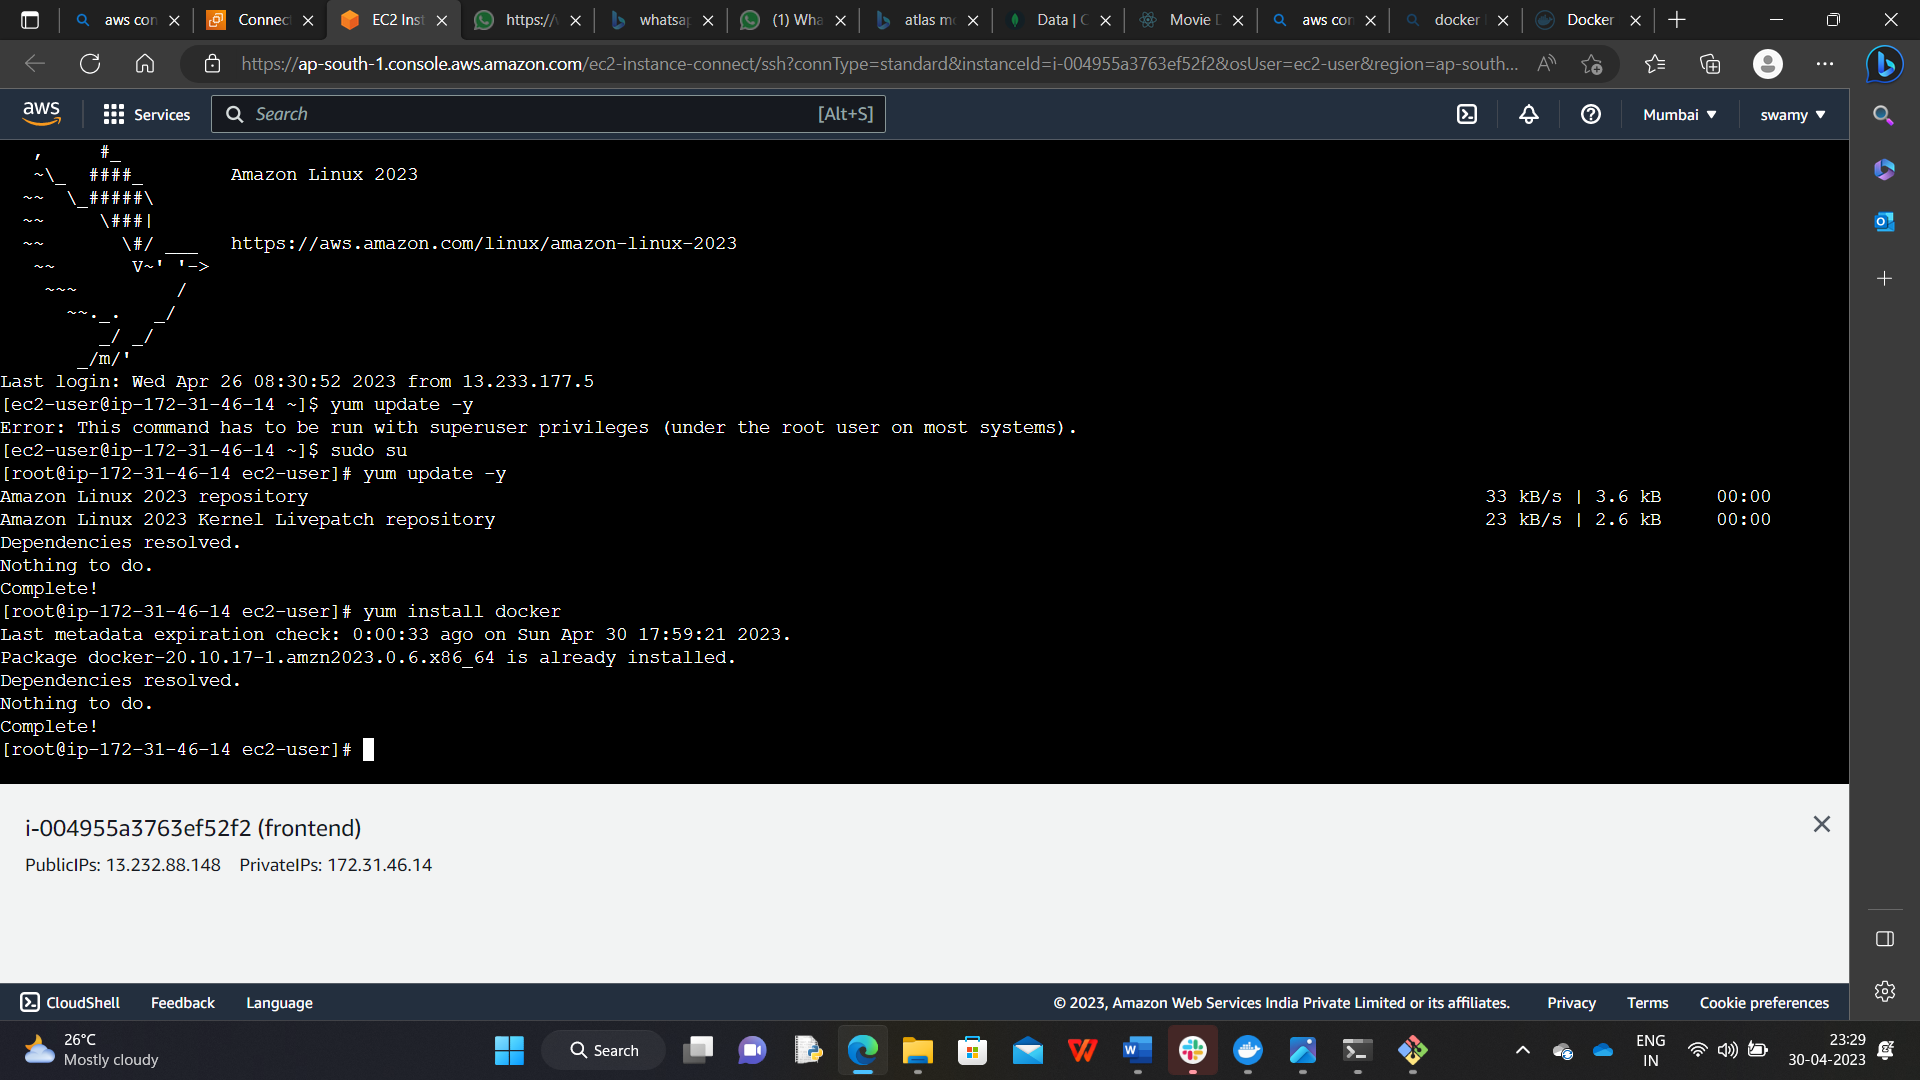 aws con
Connec
EC2 Inst
https://
whatsap
(1) Wha
atlas mo
Data | C
Movie D
aws con
docker
Docker
https://ap-south-1.console.aws.amazon.com/ec2-instance-connect/ssh?connType=standard&instanceId=i-004955a3763ef52f2&osUser=ec2-user&region=ap-south...
aws
Services
Search
[Alt+S]
Mumbai
swamy
,      #_
~\_  ####_        Amazon Linux 2023
~~  \_#####\
~~     \###|
~~       \#/ ___   https://aws.amazon.com/linux/amazon-linux-2023
~~       V~' '->
~~~         /
~~._.   _/
_/ _/
_/m/'
Last login: Wed Apr 26 08:30:52 2023 from 13.233.177.5
[ec2-user@ip-172-31-46-14 ~]$ yum update -y
Error: This command has to be run with superuser privileges (under the root user on most systems).
[ec2-user@ip-172-31-46-14 ~]$ sudo su
[root@ip-172-31-46-14 ec2-user]# yum update -y
Amazon Linux 2023 repository 33 kB/s | 3.6 kB 00:00
Amazon Linux 2023 Kernel Livepatch repository 23 kB/s | 2.6 kB 00:00
Dependencies resolved.
Nothing to do.
Complete!
[root@ip-172-31-46-14 ec2-user]# yum install docker
Last metadata expiration check: 0:00:33 ago on Sun Apr 30 17:59:21 2023.
Package docker-20.10.17-1.amzn2023.0.6.x86_64 is already installed.
Dependencies resolved.
Nothing to do.
Complete!
[root@ip-172-31-46-14 ec2-user]#
i-004955a3763ef52f2 (frontend)
PublicIPs: 13.232.88.148 PrivateIPs: 172.31.46.14
CloudShell
Feedback
Language
© 2023, Amazon Web Services India Private Limited or its affiliates.
Privacy
Terms
Cookie preferences
26°C
Mostly cloudy
Search
ENG
IN
23:29
30-04-2023